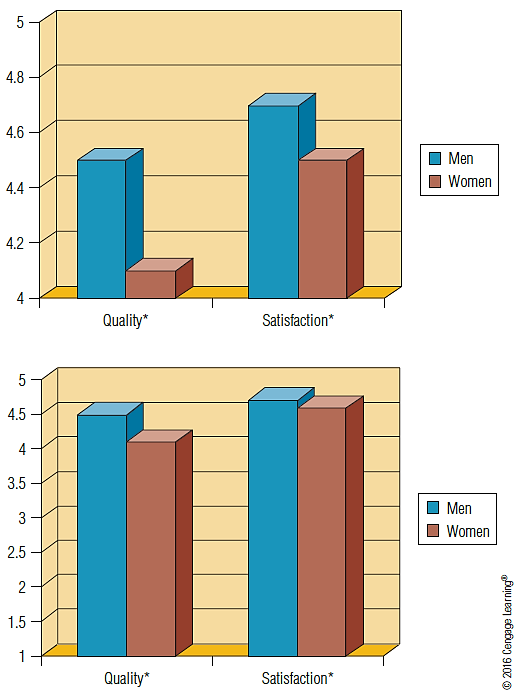 5
4.8
4.6
4.4
4.2
4
Quality*
Satisfaction*
Men
Women
5
4.5
4
3.5
3
2.5
2
1.5
1
Quality*
Satisfaction*
Men
Women
© 2016 Cengage Learning®